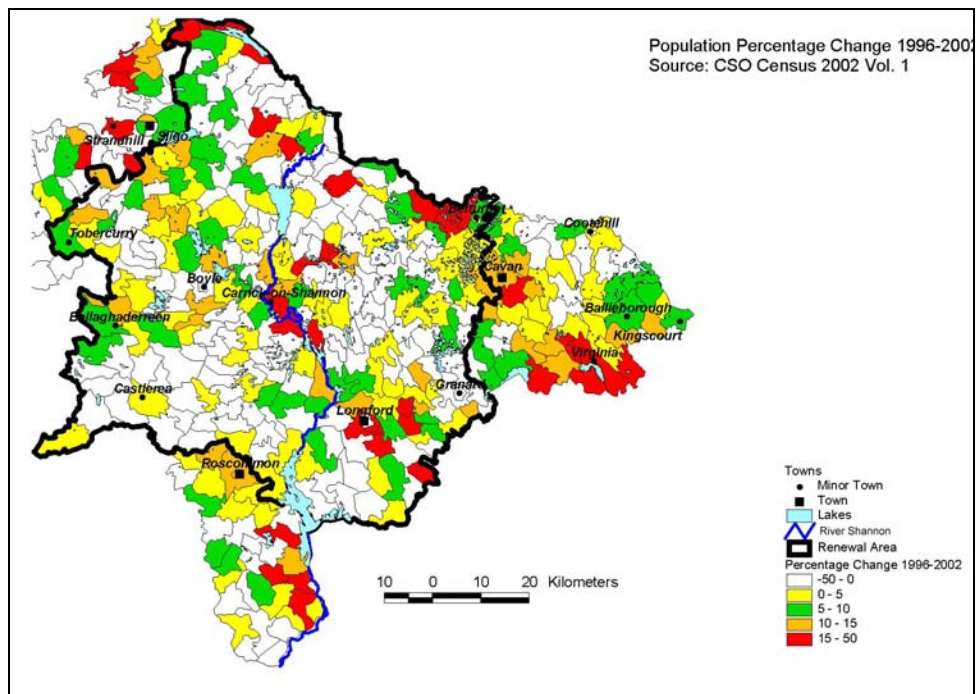 Population Percentage Change 1996-2002
Source: CSO Census 2002 Vol. 1
Strandhill
Sligo
Tobercurry
Boyle
Carrick-on-Shannon
Ballaghaderreen
Castlerea
Roscommon
Longford
Granard
Belturbet
Cavan
Cootehill
Bailieborough
Kingscourt
Virginia
10 0 10 20 Kilometers
Towns
Minor Town
Town
Lakes
River Shannon
Renewal Area
Percentage Change 1996-2002
-50 - 0
0 - 5
5 - 10
10 - 15
15 - 50